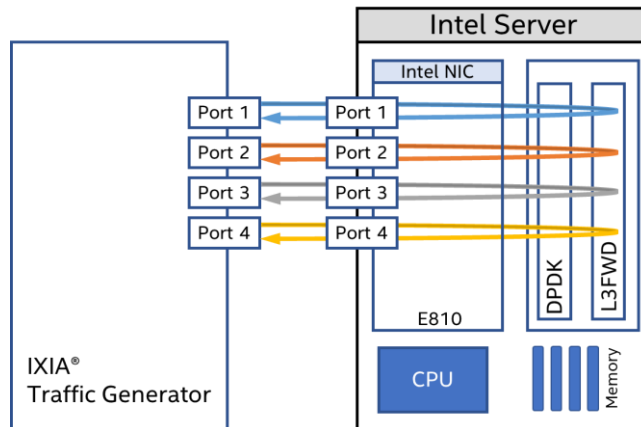 Intel Server
Intel NIC
Port 1
Port 1
Port 2
Port 2
Port 3
Port 3
Port 4
Port 4
DPDK
L3FWD
E810
IXIA®
Traffic Generator
CPU
Memory